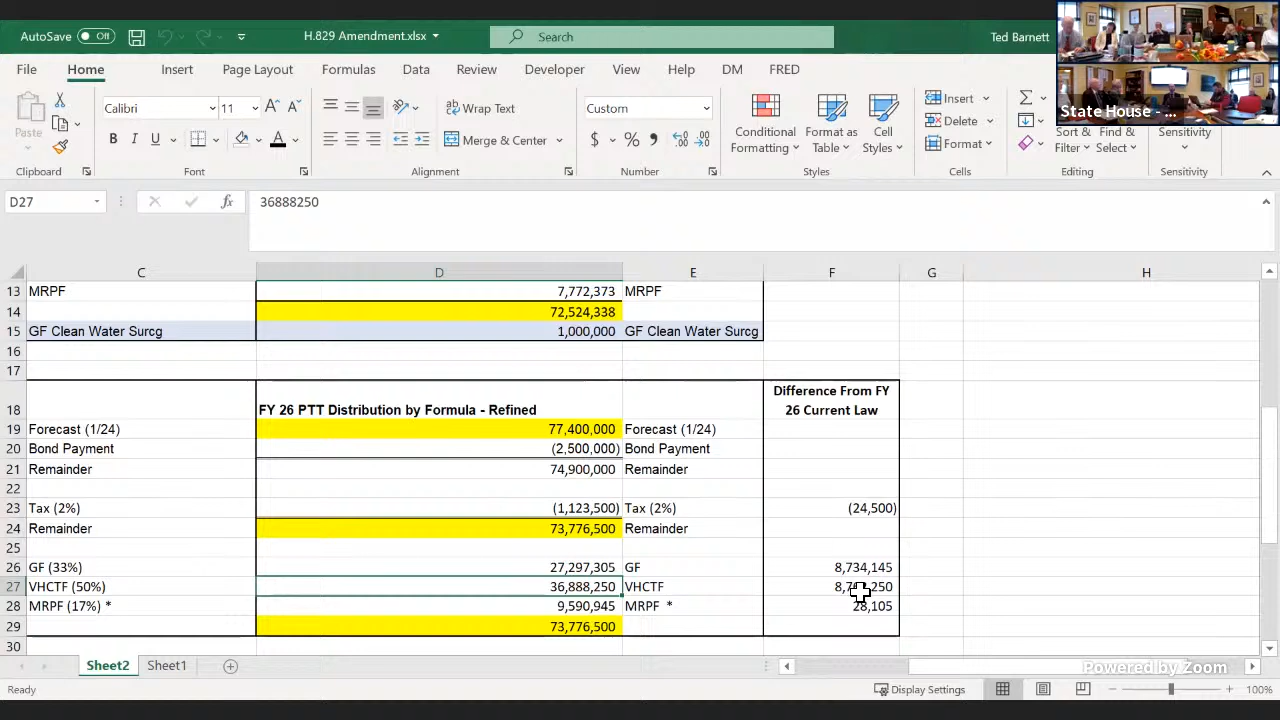 AutoSave Off H.829 Amendment.xlsx Search Ted Barnett
File Home Insert Page Layout Formulas Data Review Developer View Help DM FRED
State House - ...
Paste Calibri 11 Wrap Text Custom Conditional Formatting Format as Table Cell Styles Insert Sort & Filter Find & Select Sensitivity
B I U Merge & Center $ % Delete
Format
Clipboard Font Alignment Number Styles Cells Editing Sensitivity
D27 fx 36888250
C D E F G H
13 MRPF 7,772,373 MRPF
14 72,524,338
15 GF Clean Water Surcg 1,000,000 GF Clean Water Surcg
16
17
18 FY 26 PTT Distribution by Formula - Refined Difference From FY 26 Current Law
19 Forecast (1/24) 77,400,000 Forecast (1/24)
20 Bond Payment (2,500,000) Bond Payment
21 Remainder 74,900,000 Remainder
22
23 Tax (2%) (1,123,500) Tax (2%) (24,500)
24 Remainder 73,776,500 Remainder
25
26 GF (33%) 27,297,305 GF 8,734,145
27 VHCTF (50%) 36,888,250 VHCTF
28 MRPF (17%) * 9,590,945 MRPF * 28,105
29 73,776,500
30
Sheet2 Sheet1
Powered by Zoom
Ready Display Settings 100%